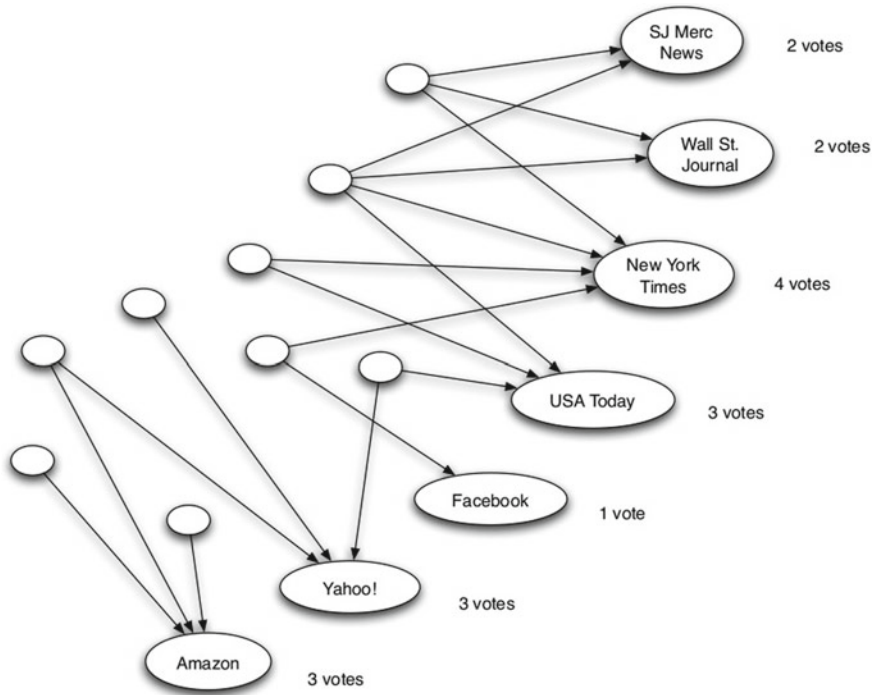 SJ Merc
News
2 votes
Wall St.
Journal
2 votes
New York
Times
4 votes
USA Today
3 votes
Facebook
1 vote
Yahoo!
3 votes
Amazon
3 votes